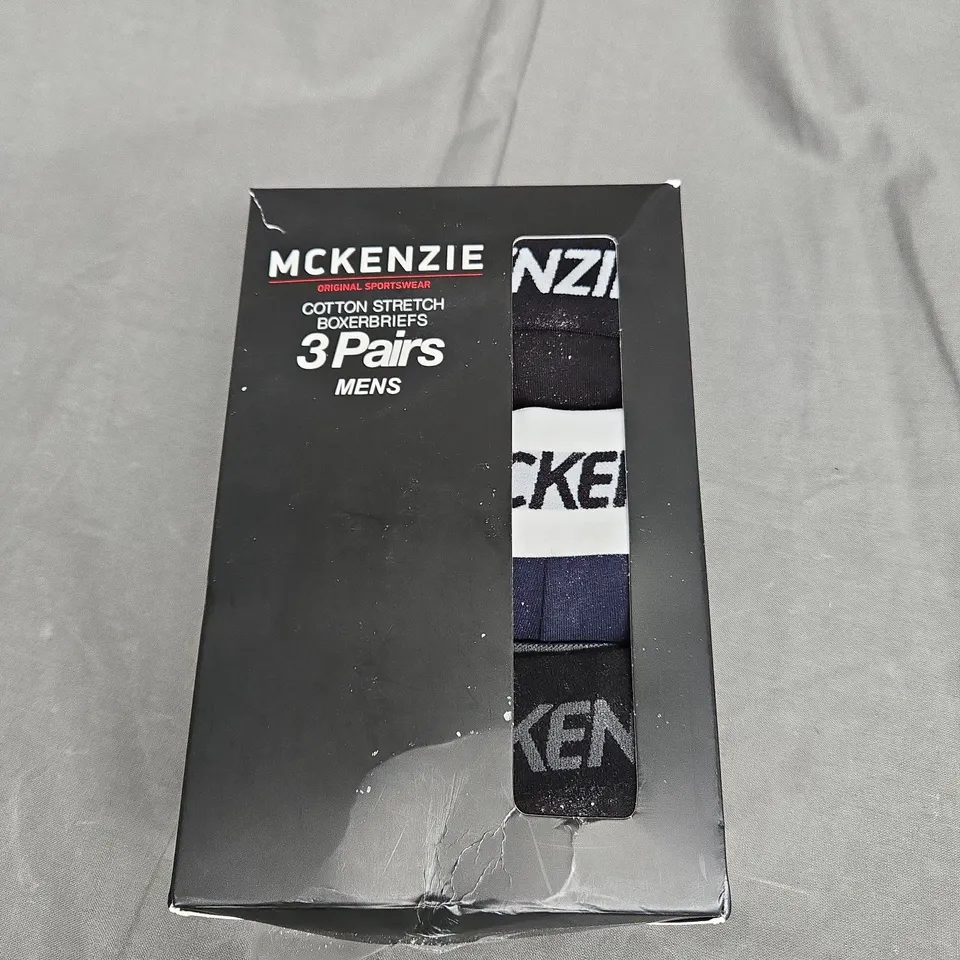 MCKENZIE
ORIGINAL SPORTSWEAR
COTTON STRETCH
BOXERBRIEFS
3 Pairs
MENS
NZIE
CKEN
KEN